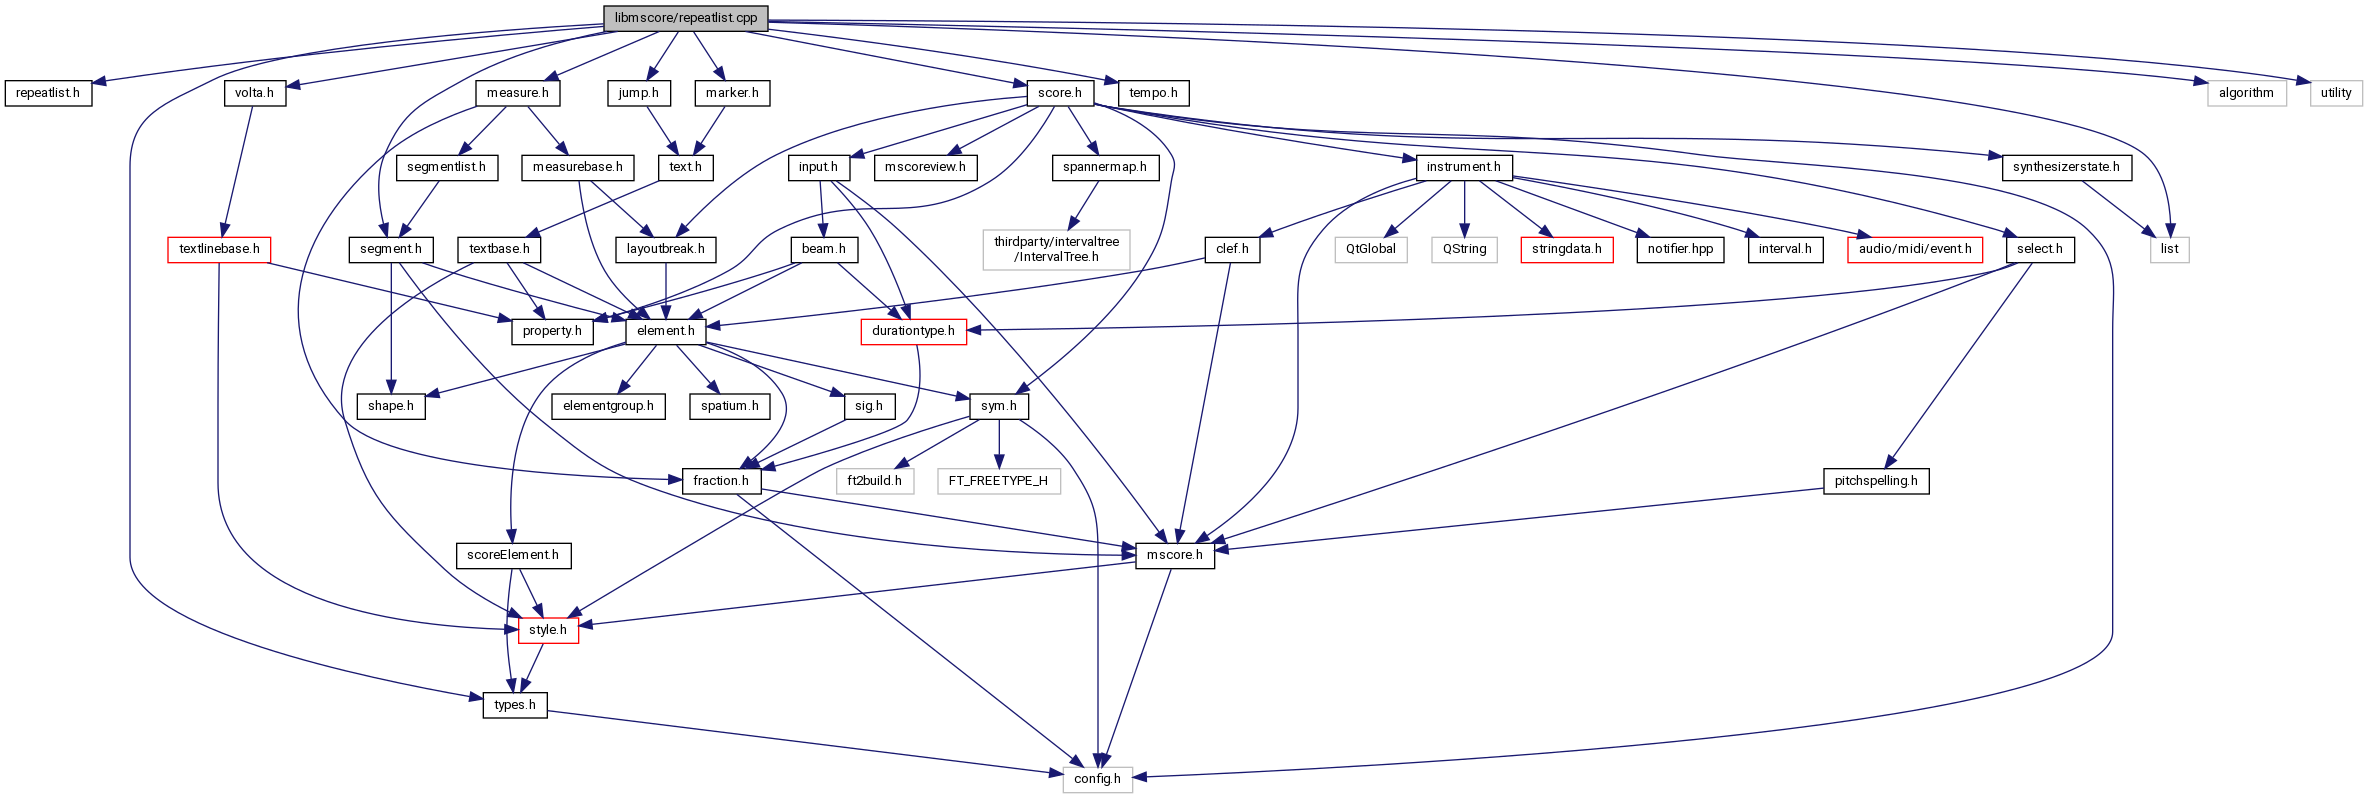 libmscore/repeatlist.cpp
repeatlist.h
volta.h
measure.h
jump.h
marker.h
score.h
tempo.h
algorithm
utility
segmentlist.h
measurebase.h
text.h
input.h
mscoreview.h
spannermap.h
instrument.h
synthesizerstate.h
textlinebase.h
segment.h
textbase.h
layoutbreak.h
beam.h
thirdparty/intervaltree
/IntervalTree.h
clef.h
QtGlobal
QString
stringdata.h
notifier.hpp
interval.h
audio/midi/event.h
select.h
list
property.h
element.h
durationtype.h
shape.h
elementgroup.h
spatium.h
sig.h
sym.h
fraction.h
ft2build.h
FT_FREETYPE_H
pitchspelling.h
scoreElement.h
mscore.h
style.h
types.h
config.h